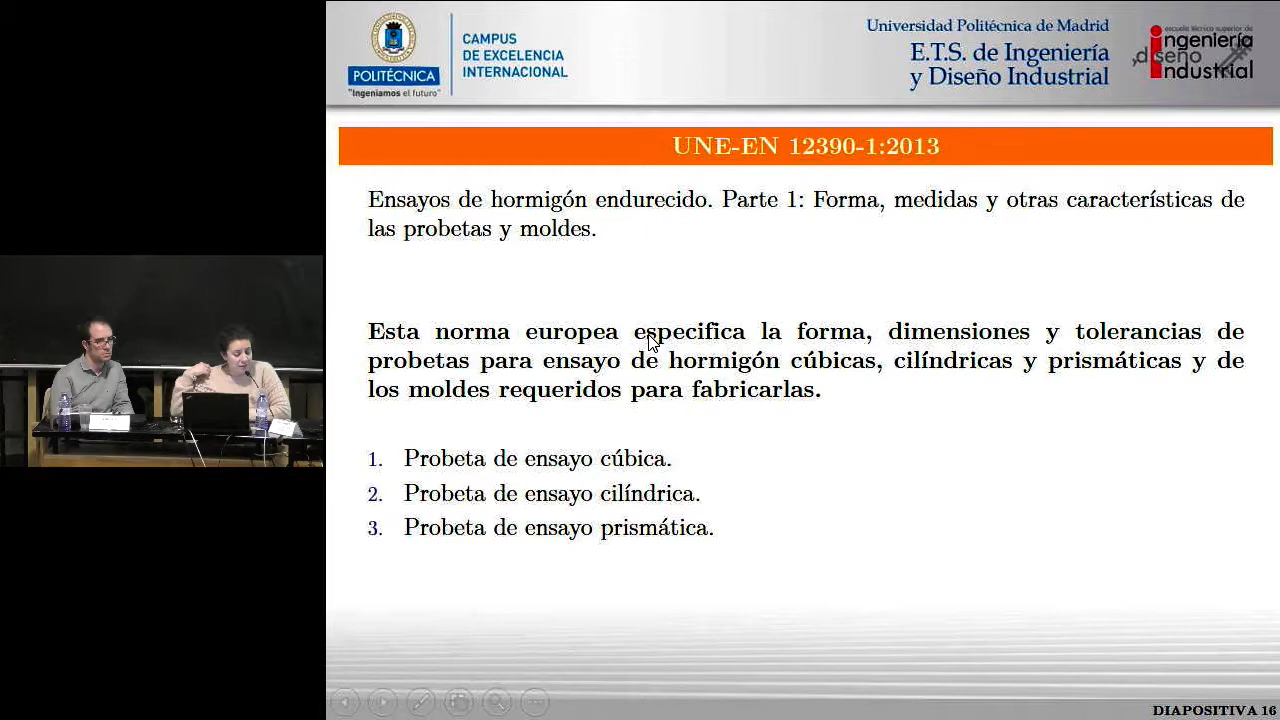 POLITÉCNICA
"Ingeniamos el futuro"
CAMPUS
DE EXCELENCIA
INTERNACIONAL
Universidad Politécnica de Madrid
E.T.S. de Ingeniería
y Diseño Industrial
escuela técnico superior de
ingeniería
y diseño
industrial
UNE-EN 12390-1:2013
Ensayos de hormigón endurecido. Parte 1: Forma, medidas y otras características de
las probetas y moldes.
Esta norma europea especifica la forma, dimensiones y tolerancias de
probetas para ensayo de hormigón cúbicas, cilíndricas y prismáticas y de
los moldes requeridos para fabricarlas.
1. Probeta de ensayo cúbica.
2. Probeta de ensayo cilíndrica.
3. Probeta de ensayo prismática.
DIAPOSITIVA 16